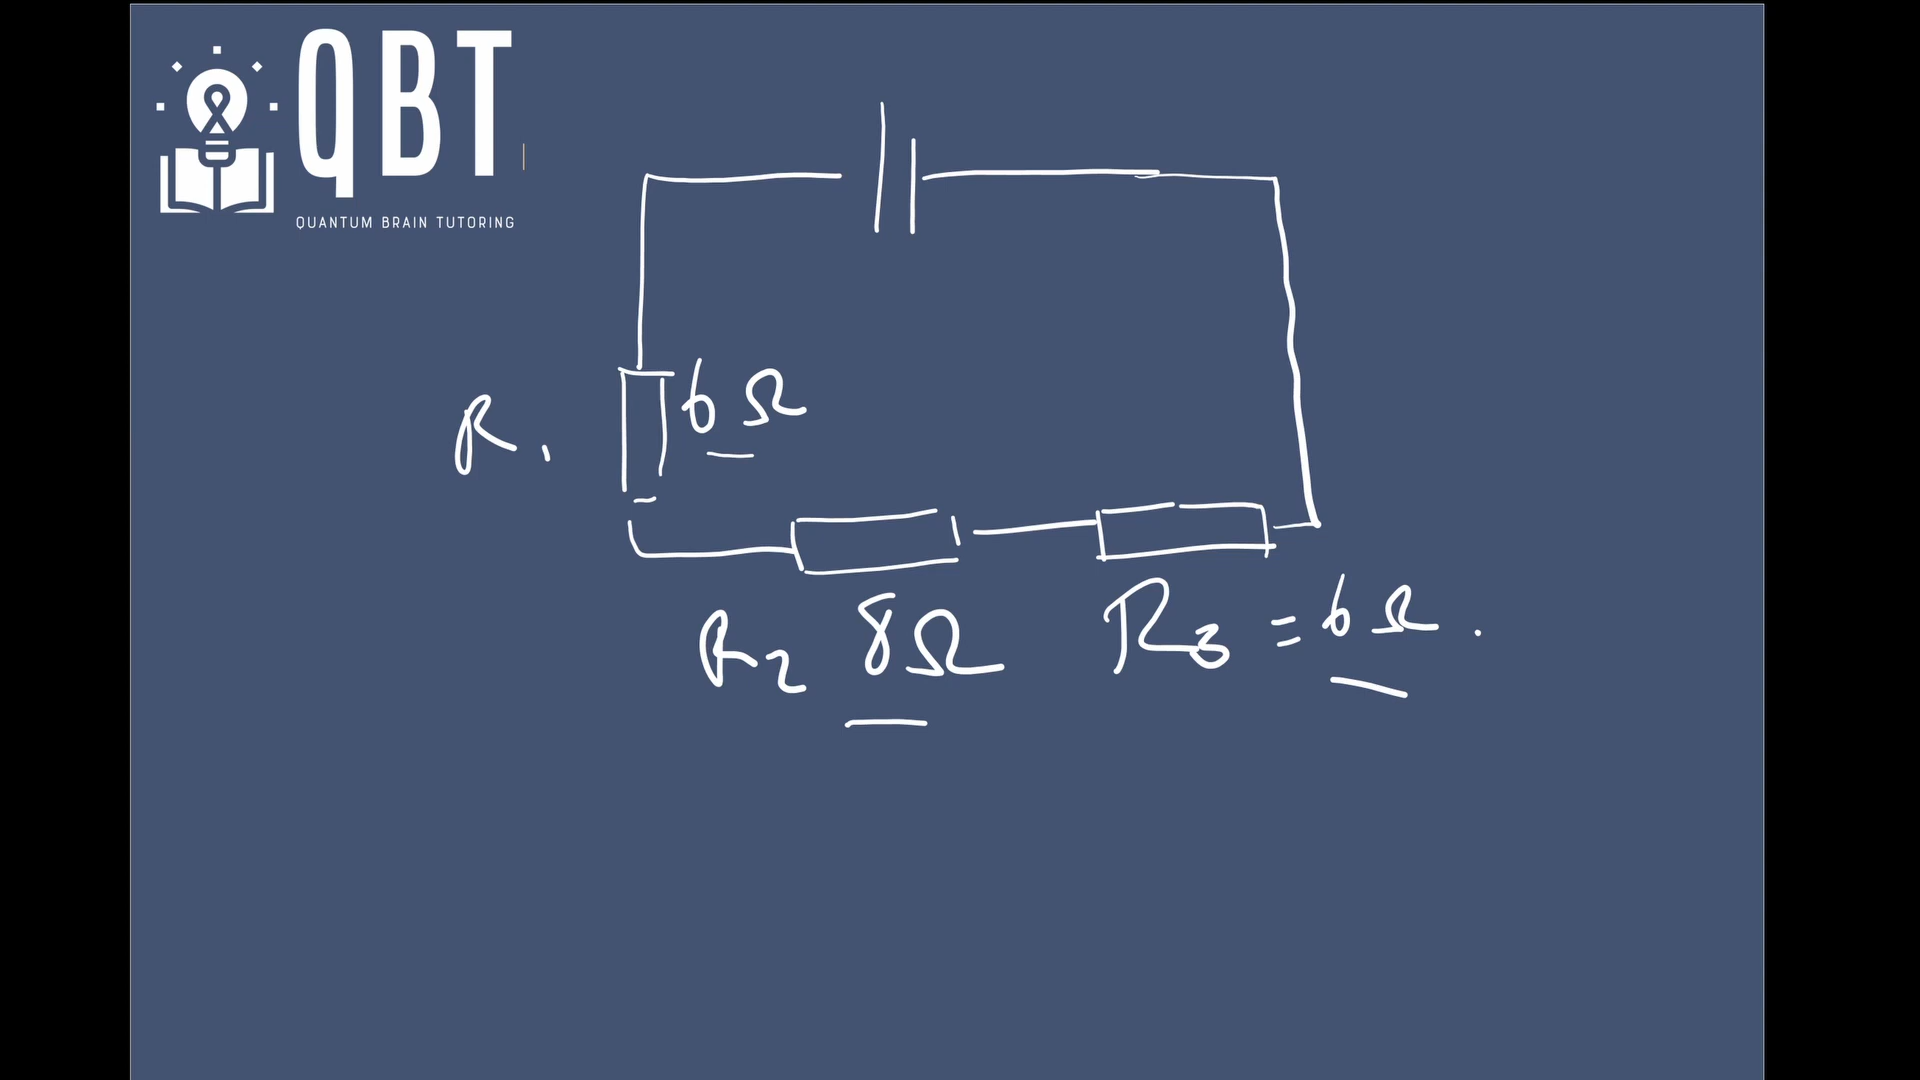 QBT
QUANTUM BRAIN TUTORING
R1 6Ω
R2 8Ω R3 = 6Ω.